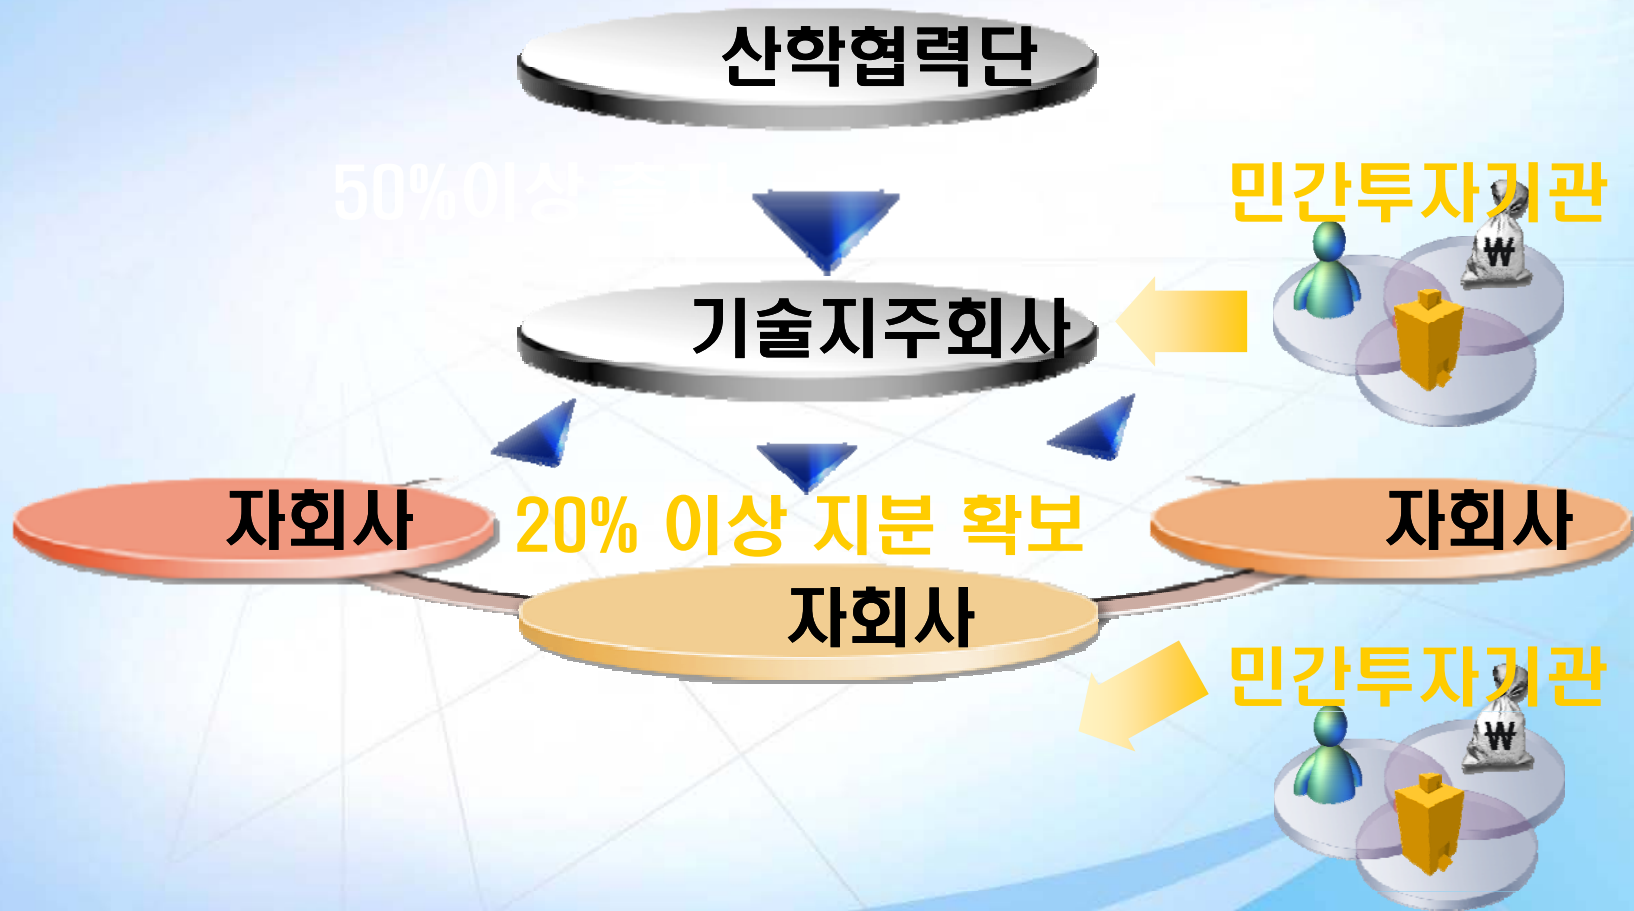 산학협력단
50%이상
민간투자기관
₩
기술지주회사
자회사
20% 이상 지분 확보
자회사
자회사
민간투자기관
₩